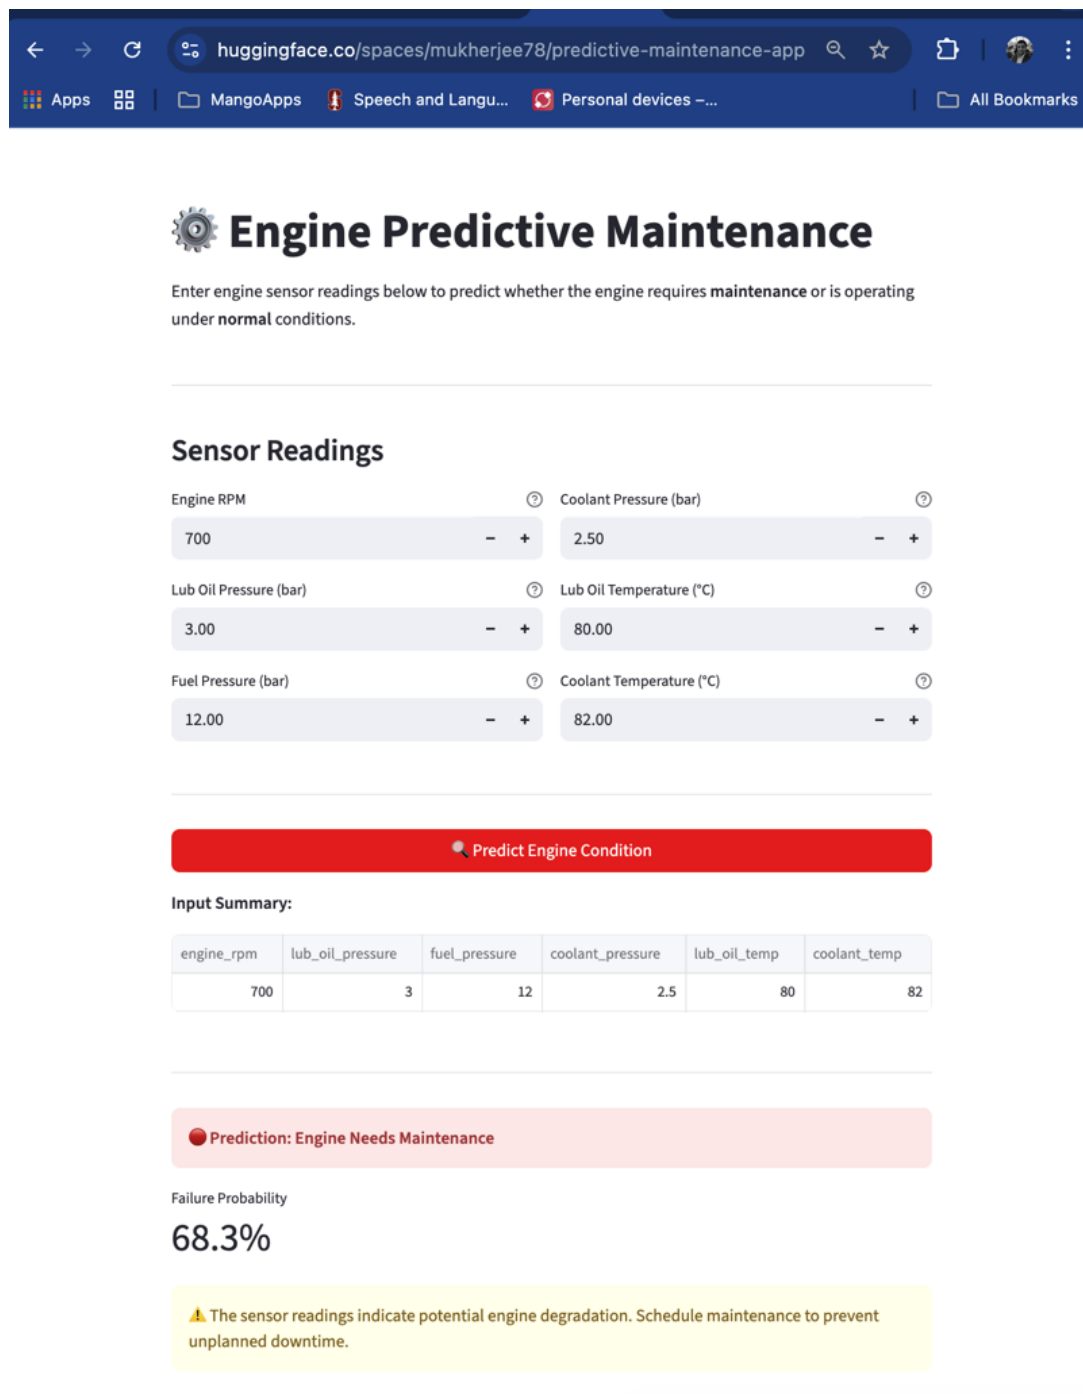 huggingface.co/spaces/mukherjee78/predictive-maintenance-app
Apps MangoApps Speech and Langu... Personal devices –... All Bookmarks
Engine Predictive Maintenance
Enter engine sensor readings below to predict whether the engine requires maintenance or is operating
under normal conditions.
Sensor Readings
Engine RPM
700 − +
Coolant Pressure (bar)
2.50 − +
Lub Oil Pressure (bar)
3.00 − +
Lub Oil Temperature (°C)
80.00 − +
Fuel Pressure (bar)
12.00 − +
Coolant Temperature (°C)
82.00 − +
Predict Engine Condition
Input Summary:
engine_rpm lub_oil_pressure fuel_pressure coolant_pressure lub_oil_temp coolant_temp
700 3 12 2.5 80 82
Prediction: Engine Needs Maintenance
Failure Probability
68.3%
The sensor readings indicate potential engine degradation. Schedule maintenance to prevent
unplanned downtime.